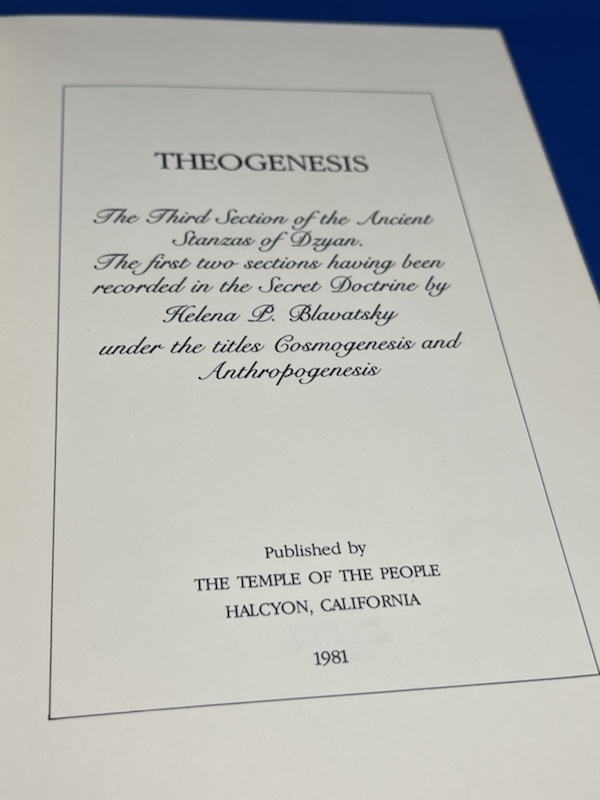 THEOGENESIS
The Third Section of the Ancient
Stanzas of Dzyan.
The first two sections having been
recorded in the Secret Doctrine by
Helena P. Blavatsky
under the titles Cosmogenesis and
Anthropogenesis
Published by
THE TEMPLE OF THE PEOPLE
HALCYON, CALIFORNIA
1981